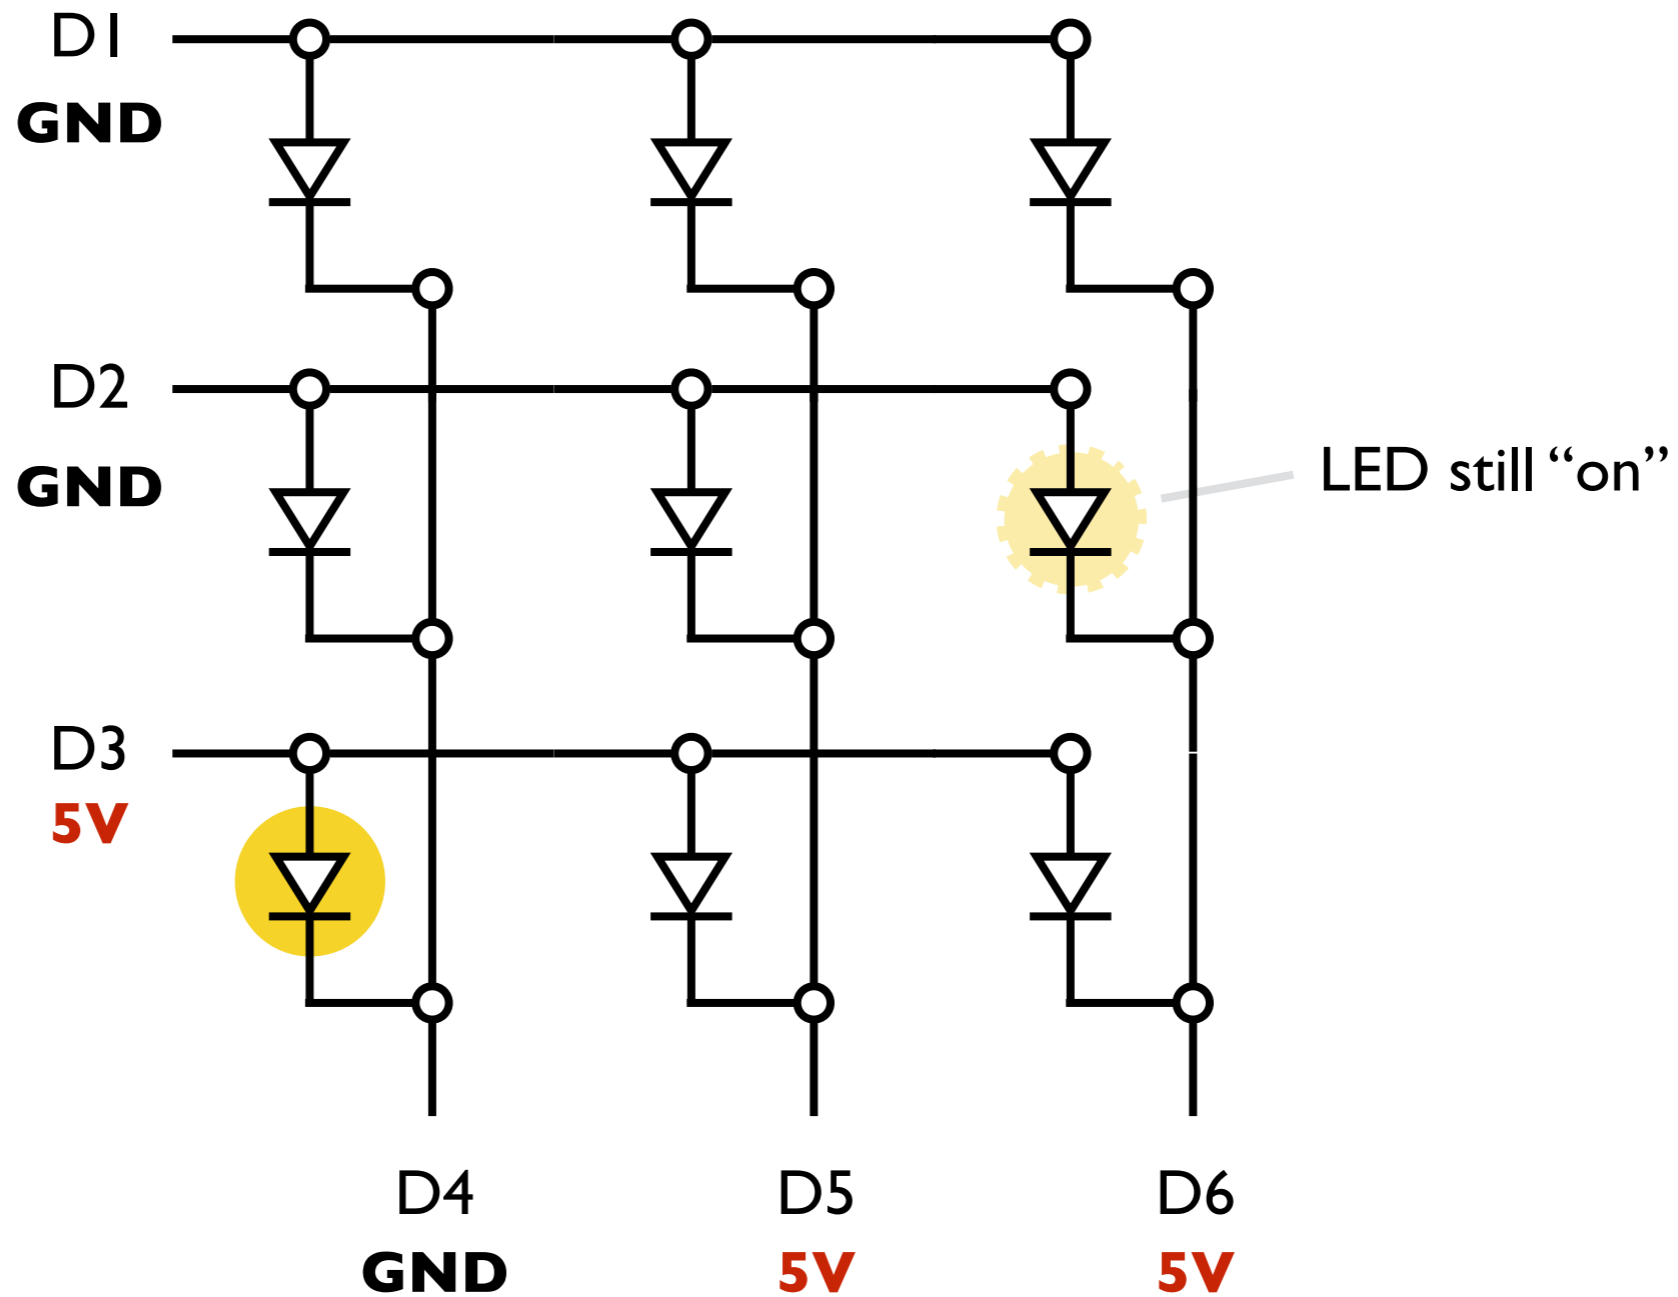 D1
GND
D2
GND
LED still “on”
D3
5V
D4
D5
D6
GND
5V
5V